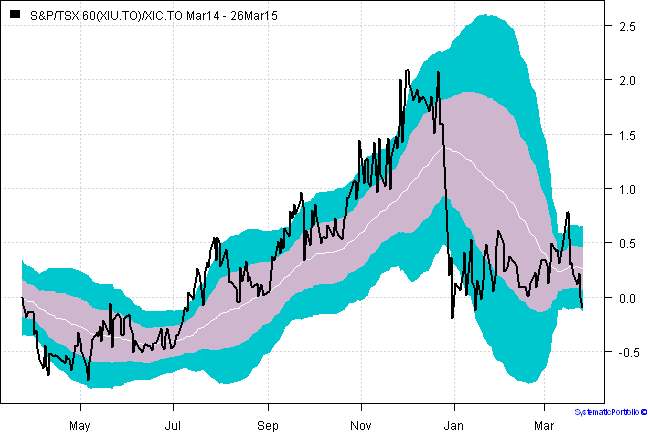 S&P/TSX 60(XIU.TO)/XIC.TO Mar14 - 26Mar15
2.5
2.0
1.5
1.0
0.5
0.0
-0.5
May Jul Sep Nov Jan Mar
SystematicPortfolio ©